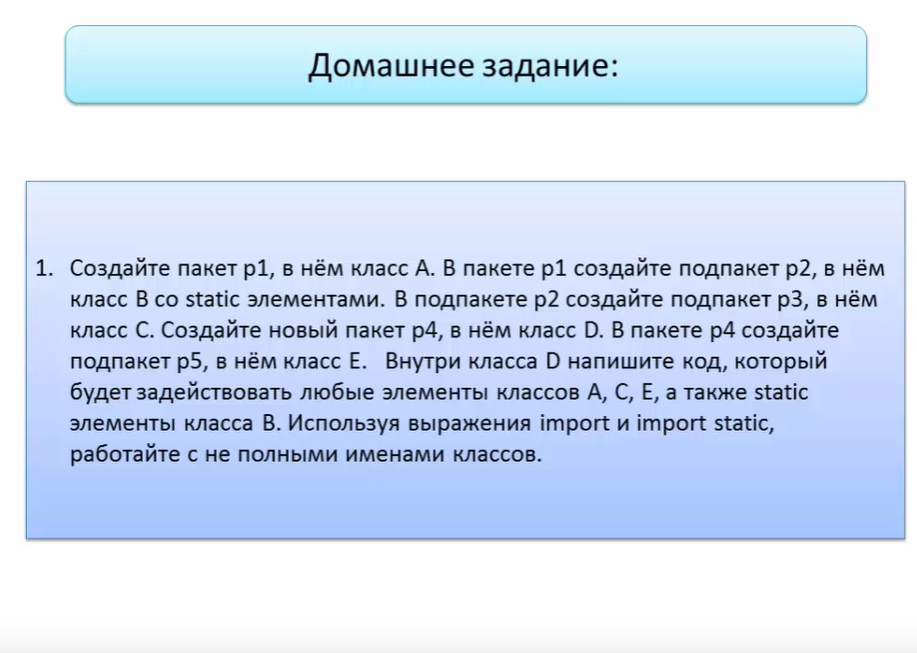 Домашнее задание:
1. Создайте пакет p1, в нём класс A. В пакете p1 создайте подпакет p2, в нём
класс B со static элементами. В подпакете p2 создайте подпакет p3, в нём
класс C. Создайте новый пакет p4, в нём класс D. В пакете p4 создайте
подпакет p5, в нём класс E. Внутри класса D напишите код, который
будет задействовать любые элементы классов A, C, E, а также static
элементы класса B. Используя выражения import и import static,
работайте с не полными именами классов.